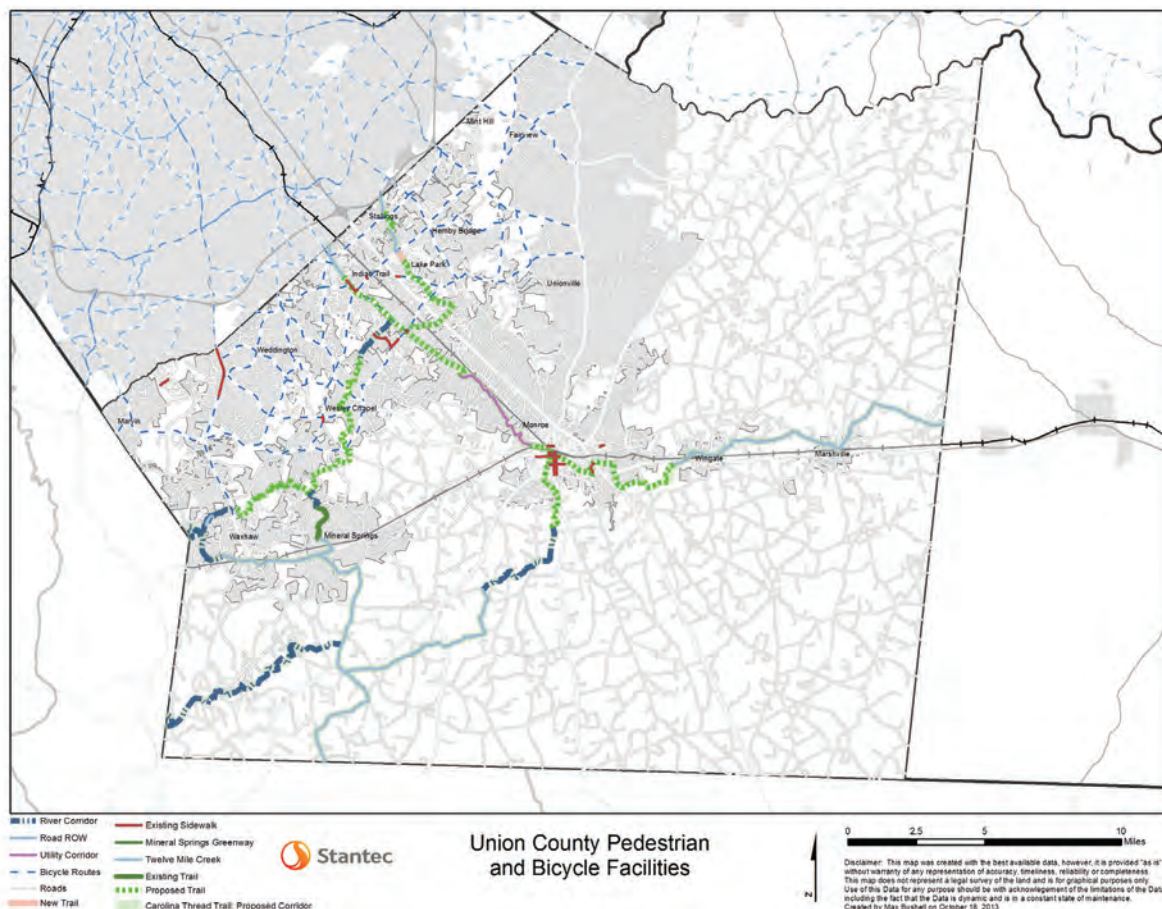 Mint Hill
Fairview
Stallings
Hemby Bridge
Lake Park
Indian Trail
Unionville
Weddington
Wesley Chapel
Marvin
Monroe
Wingate
Marshville
Waxhaw
Mineral Springs
River Corridor
Road ROW
Utility Corridor
Bicycle Routes
Roads
New Trail
Existing Sidewalk
Mineral Springs Greenway
Twelve Mile Creek
Existing Trail
Proposed Trail
Carolina Thread Trail: Proposed Corridor
Stantec
Union County Pedestrian
and Bicycle Facilities
N
0 2.5 5 10
Miles
Disclaimer: This map was created with the best available data, however, it is provided "as is"
without warranty of any representation of accuracy, timeliness, reliability or completeness.
This map does not represent a legal survey of the land and is for graphical purposes only.
Use of this Data for any purpose should be with acknowlegement of the limitations of the Data,
including the fact that the Data is dynamic and is in a constant state of maintenance.
Created by Max Bushell on October 18, 2013